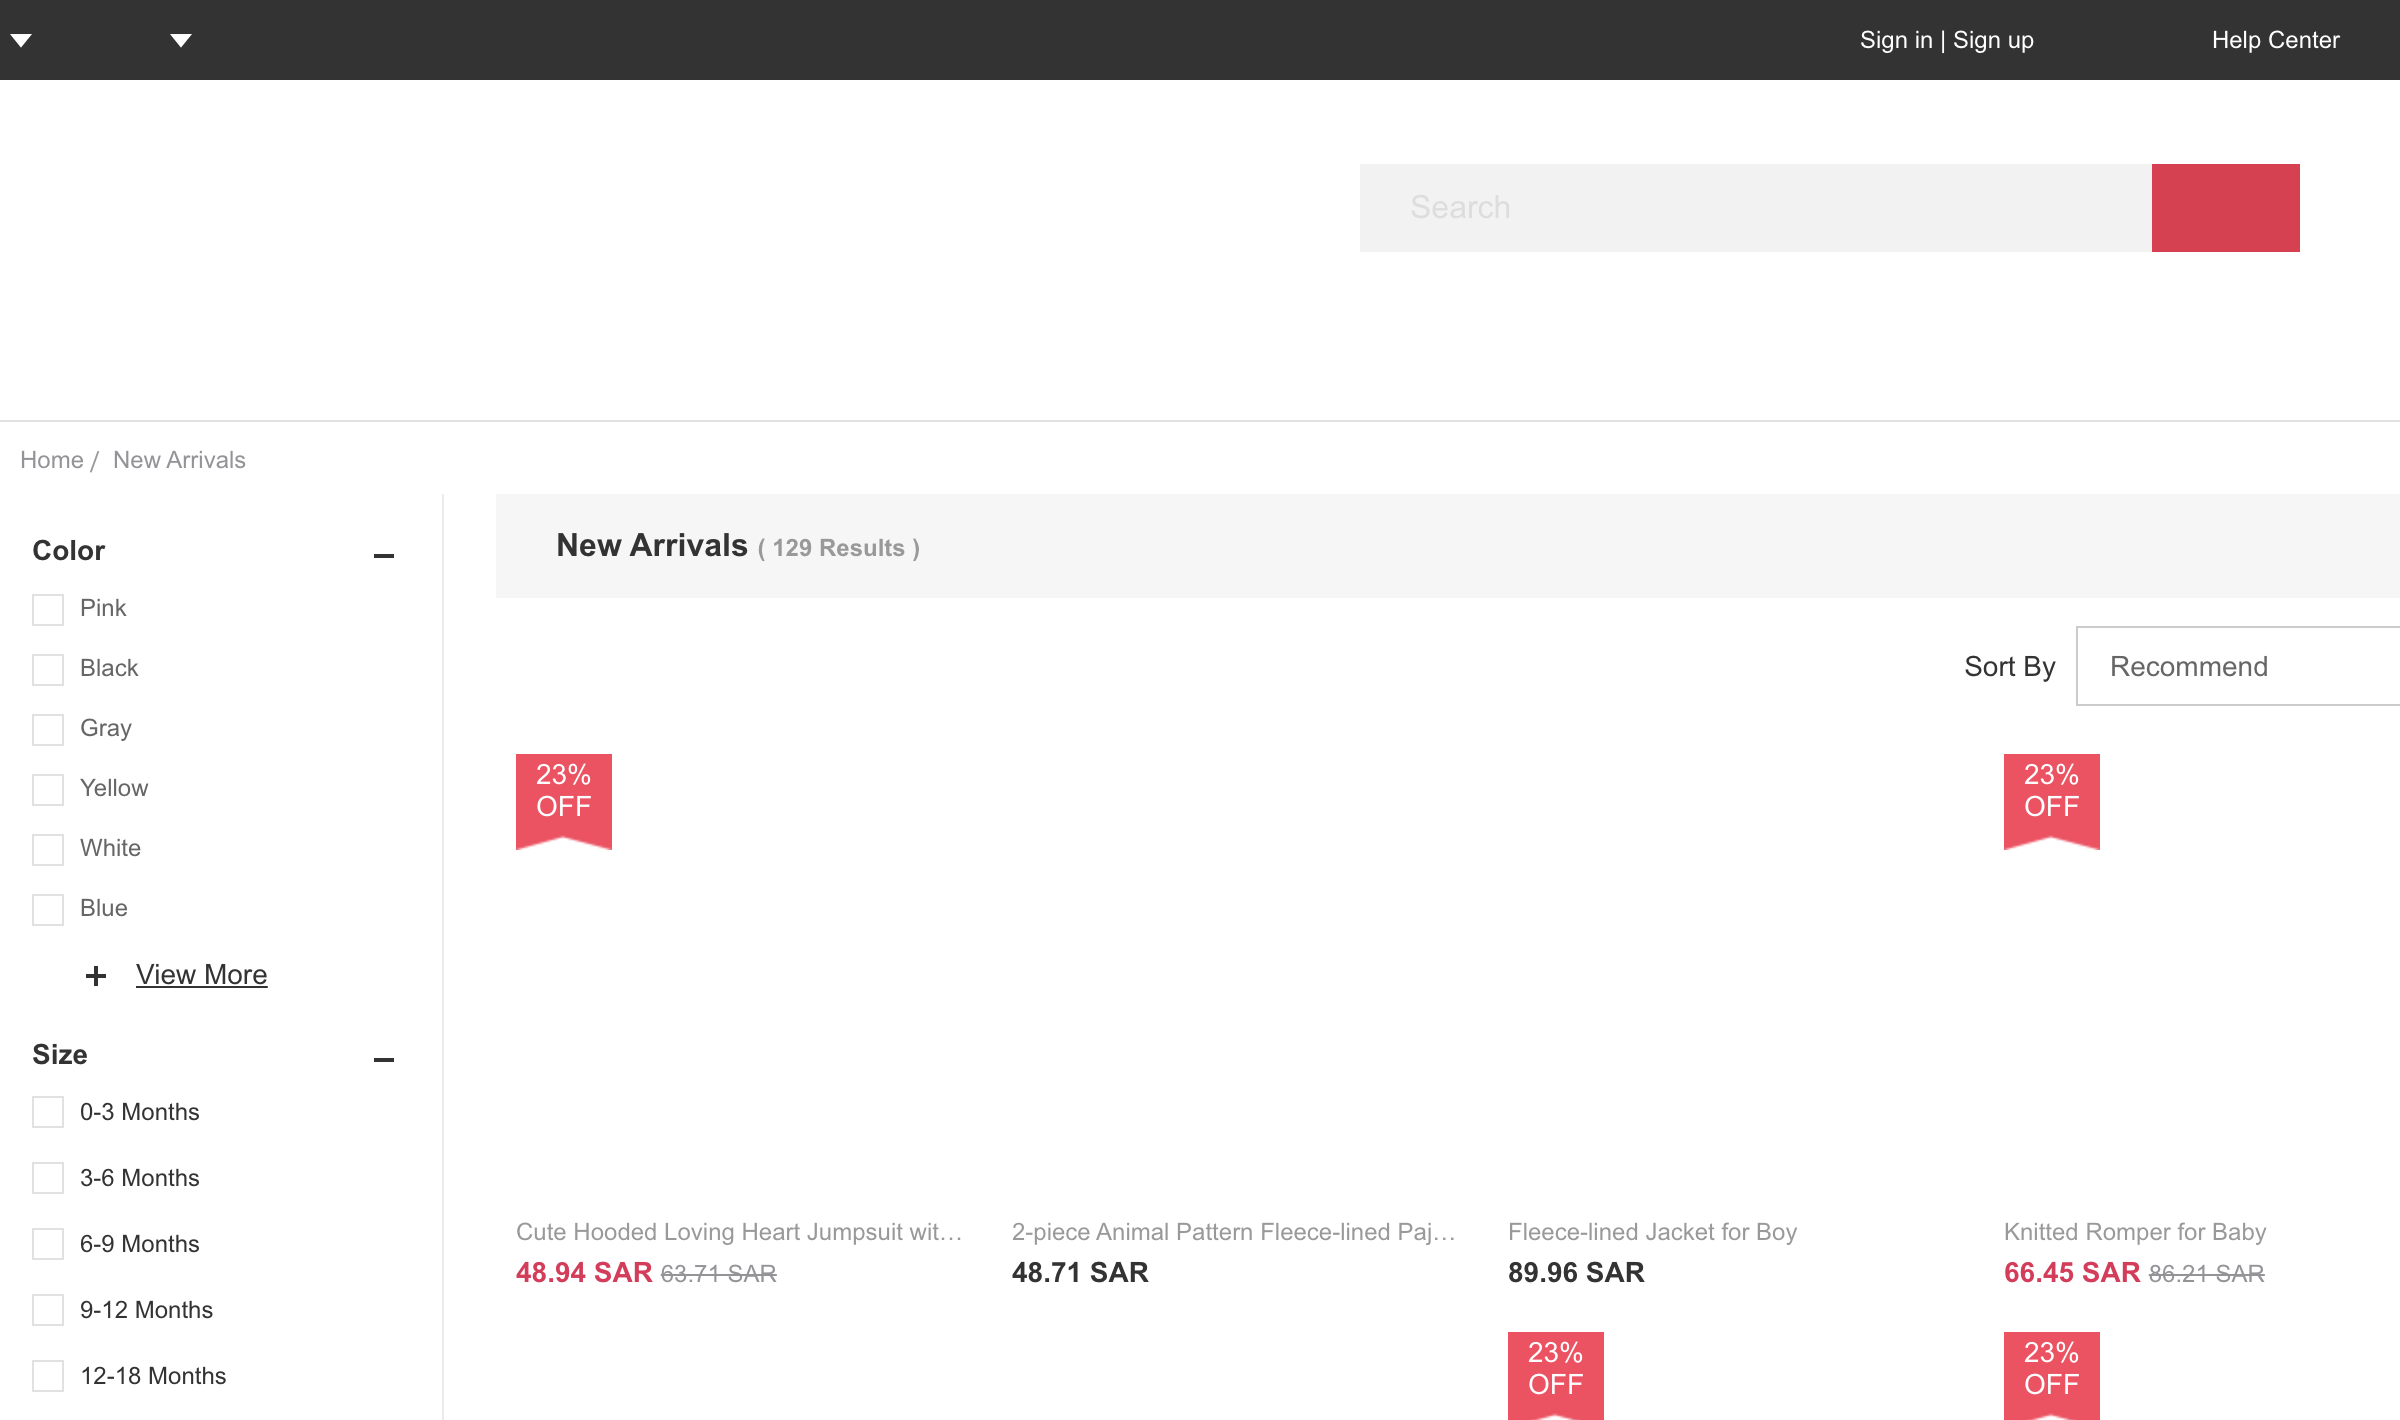 Sign in | Sign up
Help Center
Search
Home / New Arrivals
Color
Pink
Black
Gray
Yellow
White
Blue
View More
Size
0-3 Months
3-6 Months
6-9 Months
9-12 Months
12-18 Months
New Arrivals ( 129 Results )
Sort By
Recommend
23%
OFF
Cute Hooded Loving Heart Jumpsuit wit…
48.94 SAR 63.71 SAR
2-piece Animal Pattern Fleece-lined Paj…
48.71 SAR
Fleece-lined Jacket for Boy
89.96 SAR
23%
OFF
Knitted Romper for Baby
66.45 SAR 86.21 SAR
23%
OFF
23%
OFF